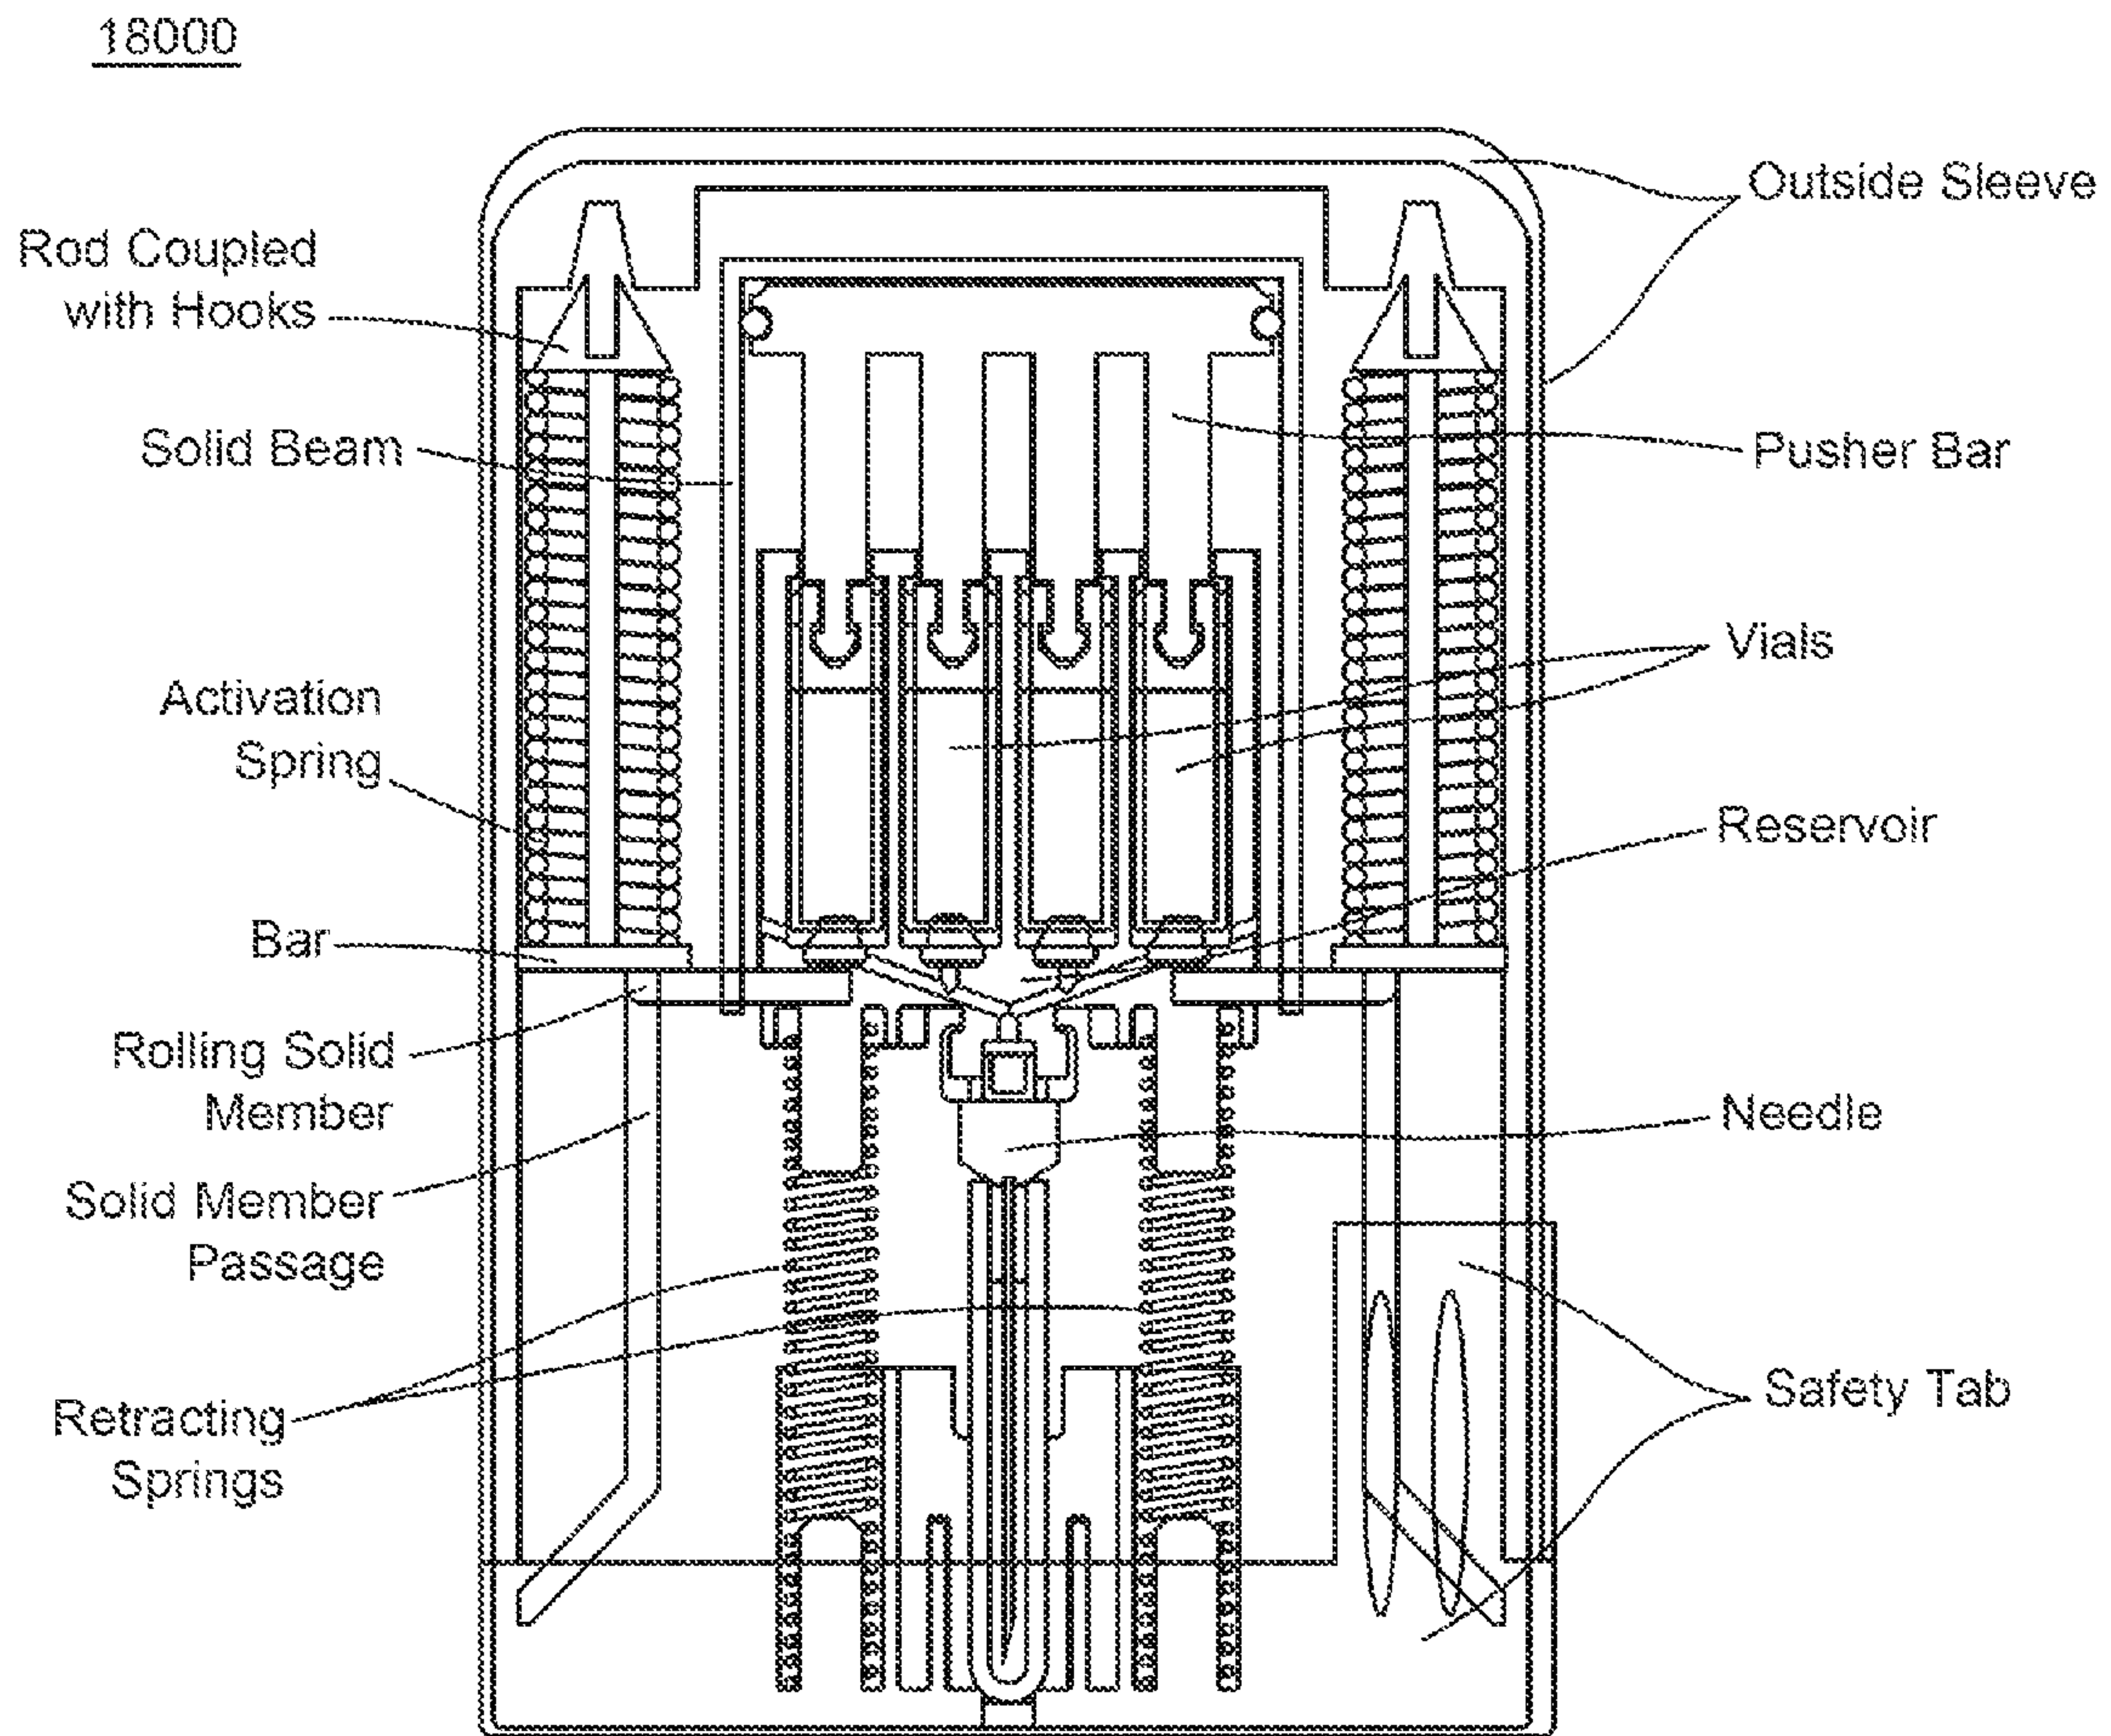 18000
Outside Sleeve
Rod Coupled
with Hooks
Solid Beam
Pusher Bar
Vials
Activation
Spring
Reservoir
Bar
Rolling Solid
Member
Needle
Solid Member
Passage
Safety Tab
Retracting
Springs